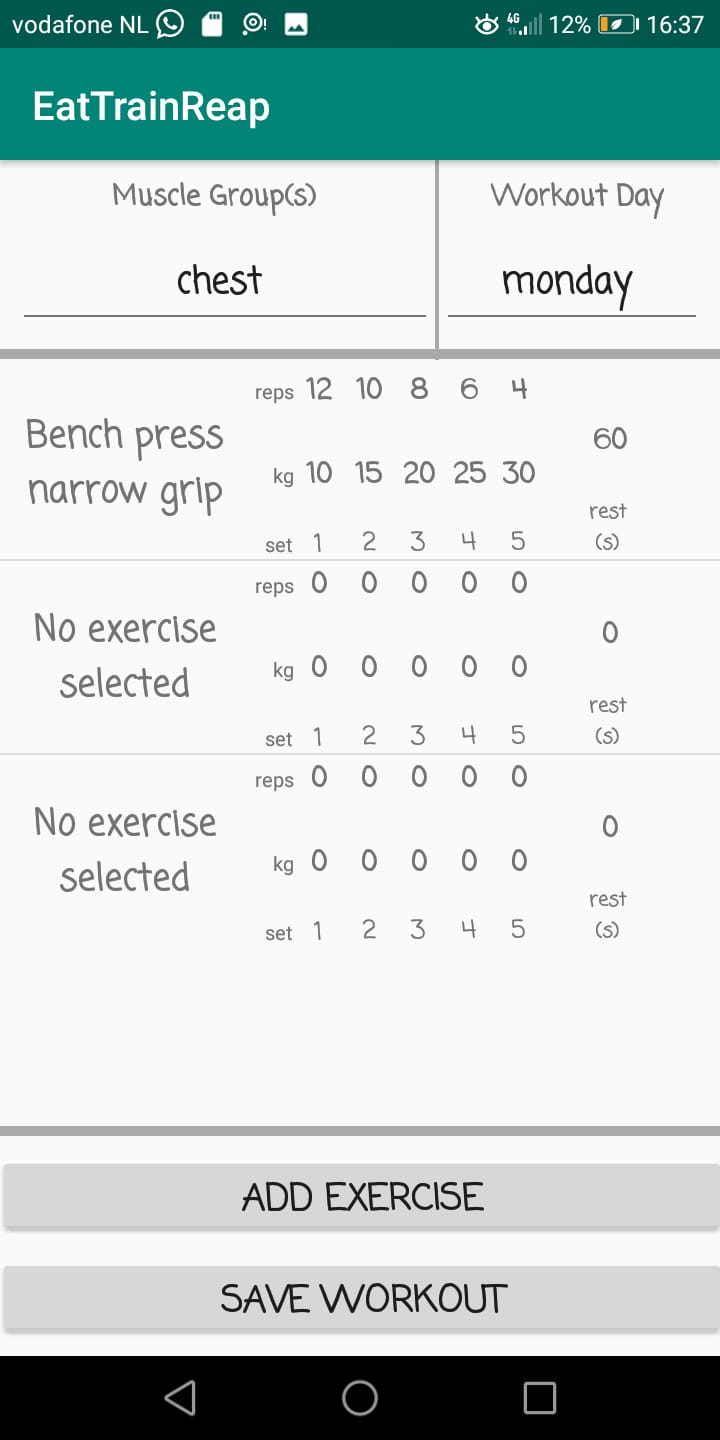 vodafone NL 4G 12% 16:37
EatTrainReap
Muscle Group(s) Workout Day
chest monday
reps 12 10 8 6 4
Bench press
narrow grip
60
kg 10 15 20 25 30
rest
(s)
set 1 2 3 4 5
reps 0 0 0 0 0
No exercise
selected
0
kg 0 0 0 0 0
rest
(s)
set 1 2 3 4 5
reps 0 0 0 0 0
No exercise
selected
0
kg 0 0 0 0 0
rest
(s)
set 1 2 3 4 5
ADD EXERCISE
SAVE WORKOUT